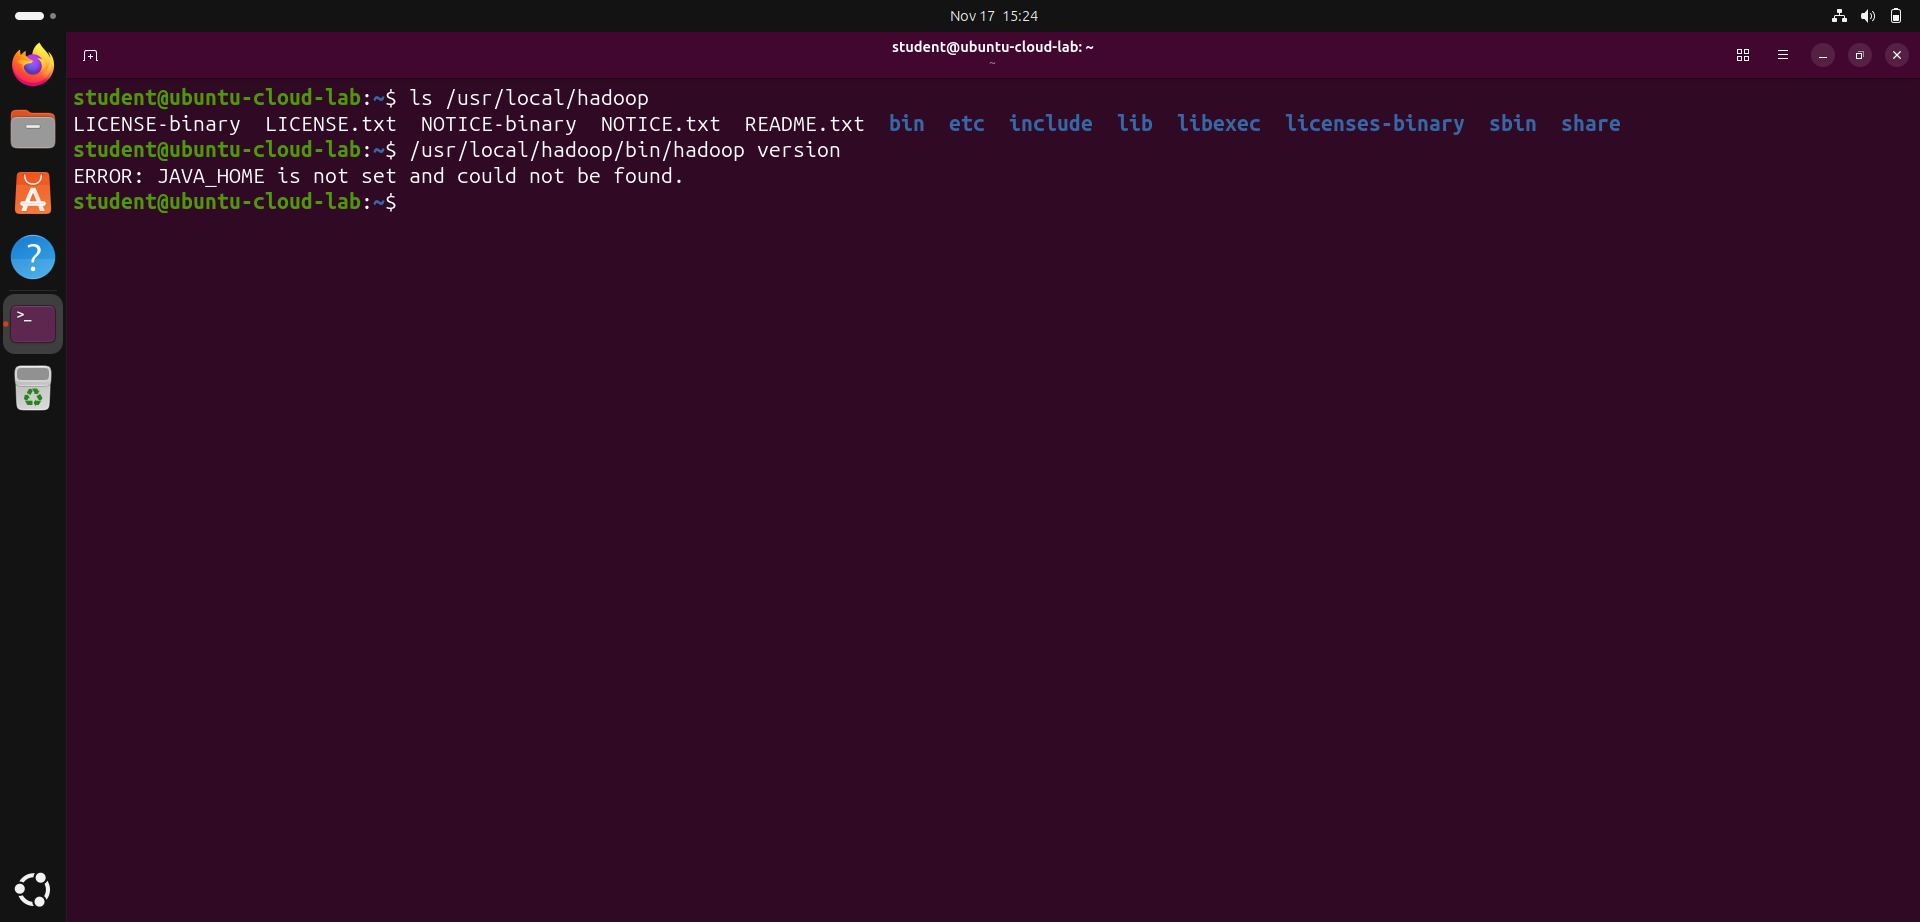 Nov 17 15:24
student@ubuntu-cloud-lab: ~
~
student@ubuntu-cloud-lab:~$ ls /usr/local/hadoop
LICENSE-binary  LICENSE.txt  NOTICE-binary  NOTICE.txt  README.txt  bin  etc  include  lib  libexec  licenses-binary  sbin  share
student@ubuntu-cloud-lab:~$ /usr/local/hadoop/bin/hadoop version
ERROR: JAVA_HOME is not set and could not be found.
student@ubuntu-cloud-lab:~$